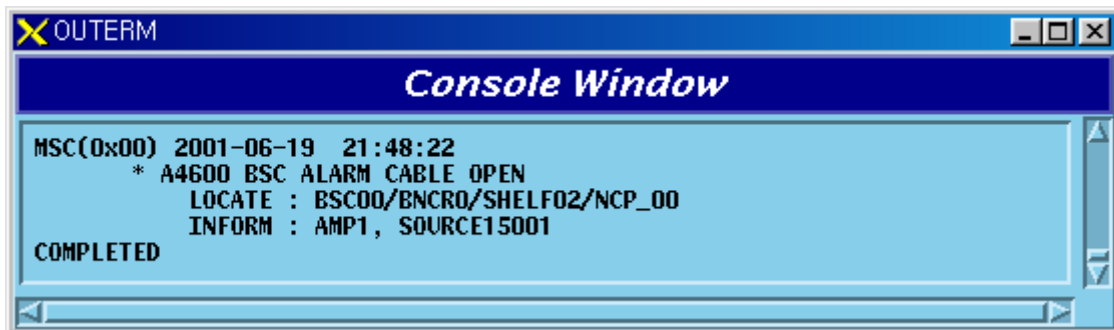 OUTERM
Console Window
MSC(0x00) 2001-06-19 21:48:22
* A4600 BSC ALARM CABLE OPEN
LOCATE : BSC00/BNCR0/SHELF02/NCP_00
INFORM : AMP1, SOURCE15001
COMPLETED